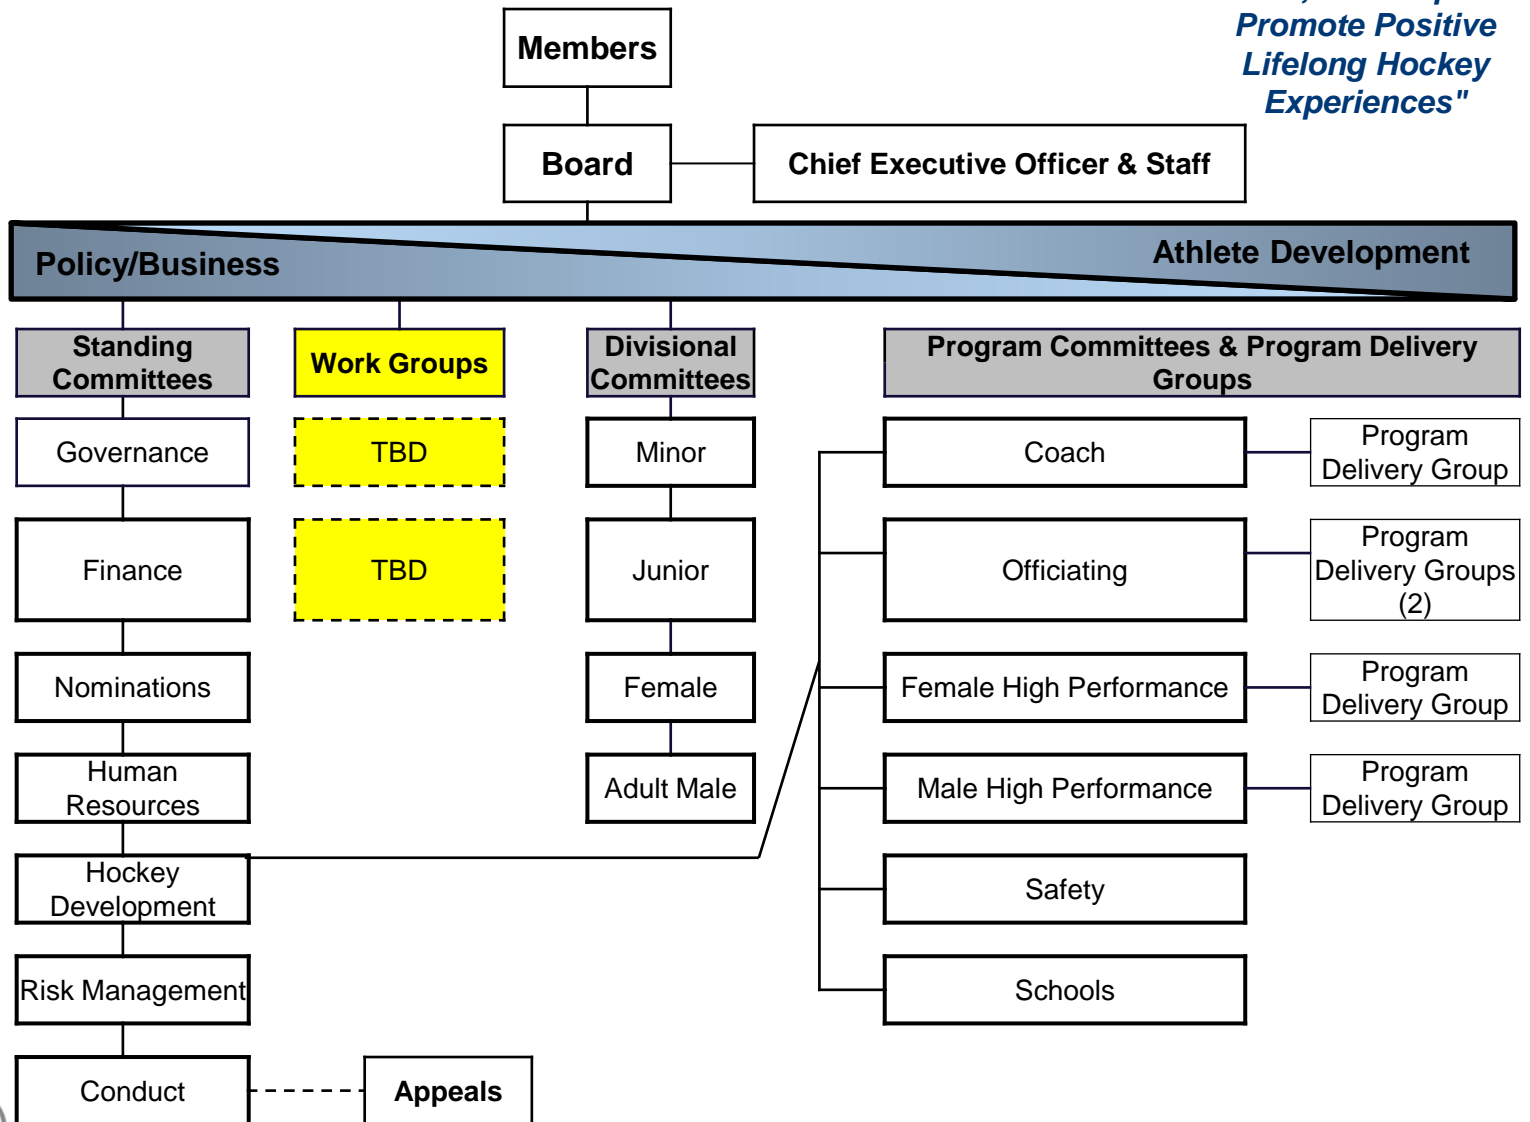 Promote Positive
Lifelong Hockey
Experiences"
Members
Board
Chief Executive Officer & Staff
Policy/Business
Athlete Development
Standing
Committees
Work Groups
Divisional
Committees
Program Committees & Program Delivery
Groups
Governance
TBD
Minor
Coach
Program
Delivery Group
Finance
TBD
Junior
Officiating
Program
Delivery Groups
(2)
Nominations
Female
Female High Performance
Program
Delivery Group
Human
Resources
Adult Male
Male High Performance
Program
Delivery Group
Hockey
Development
Safety
Risk Management
Schools
Conduct
Appeals